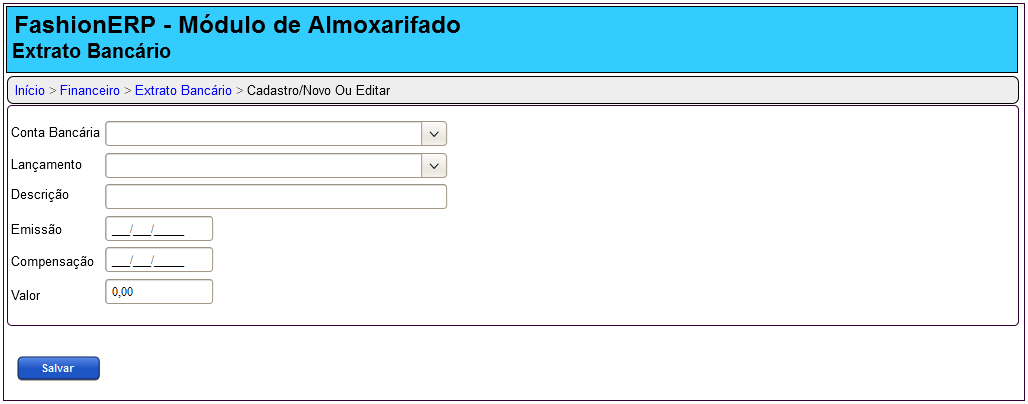 FashionERP - Módulo de Almoxarifado
Extrato Bancário
Início > Financeiro > Extrato Bancário > Cadastro/Novo Ou Editar
Conta Bancária
Lançamento
Descrição
Emissão __/__/____
Compensação __/__/____
Valor 0,00
Salvar